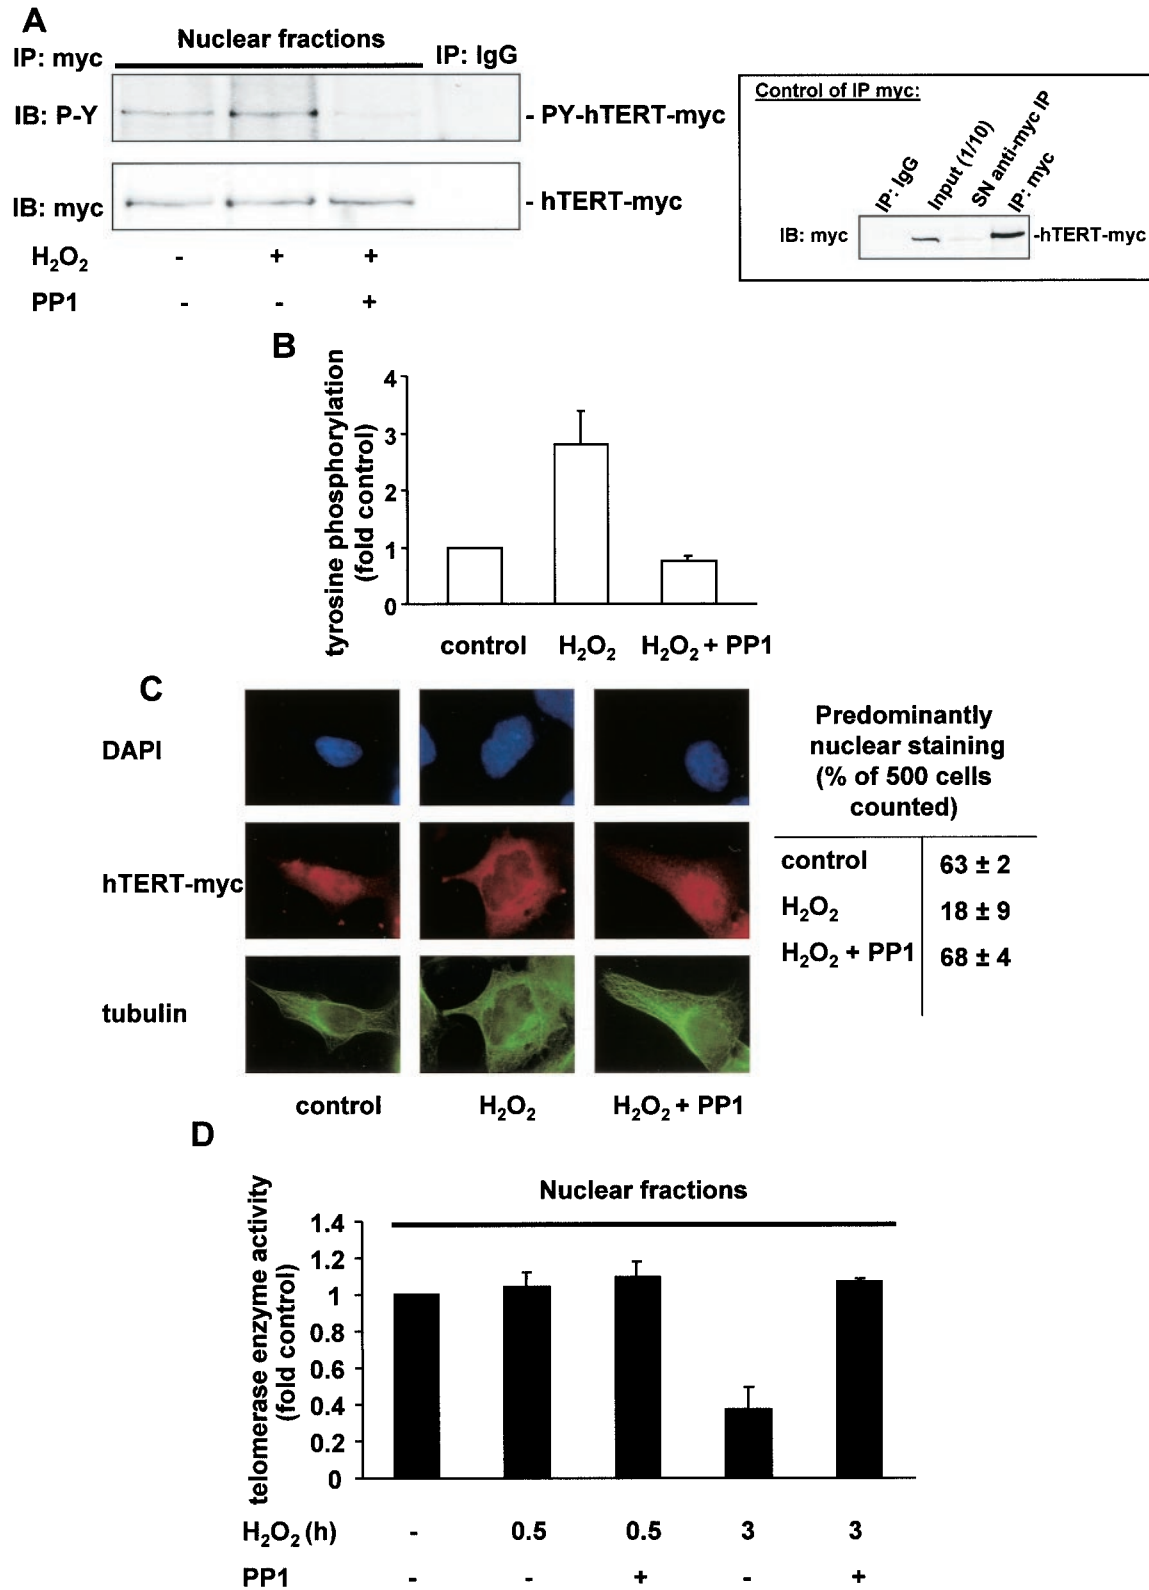 A
Nuclear fractions
IP: myc
IP: IgG
IB: P-Y
- PY-hTERT-myc
IB: myc
- hTERT-myc
H₂O₂ - + +
PP1 - - +
Control of IP myc:
IP: IgG
Input (1/10)
SN anti-myc IP
IP: myc
IB: myc
-hTERT-myc
B
tyrosine phosphorylation
(fold control)
4
3
2
1
0
control H₂O₂ H₂O₂ + PP1
C
DAPI
hTERT-myc
tubulin
control H₂O₂ H₂O₂ + PP1
Predominantly
nuclear staining
(% of 500 cells
counted)
control 63 ± 2
H₂O₂ 18 ± 9
H₂O₂ + PP1 68 ± 4
D
Nuclear fractions
telomerase enzyme activity
(fold control)
1.4
1.2
1
0.8
0.6
0.4
0.2
0
H₂O₂ (h) - 0.5 0.5 3 3
PP1 - - + - +